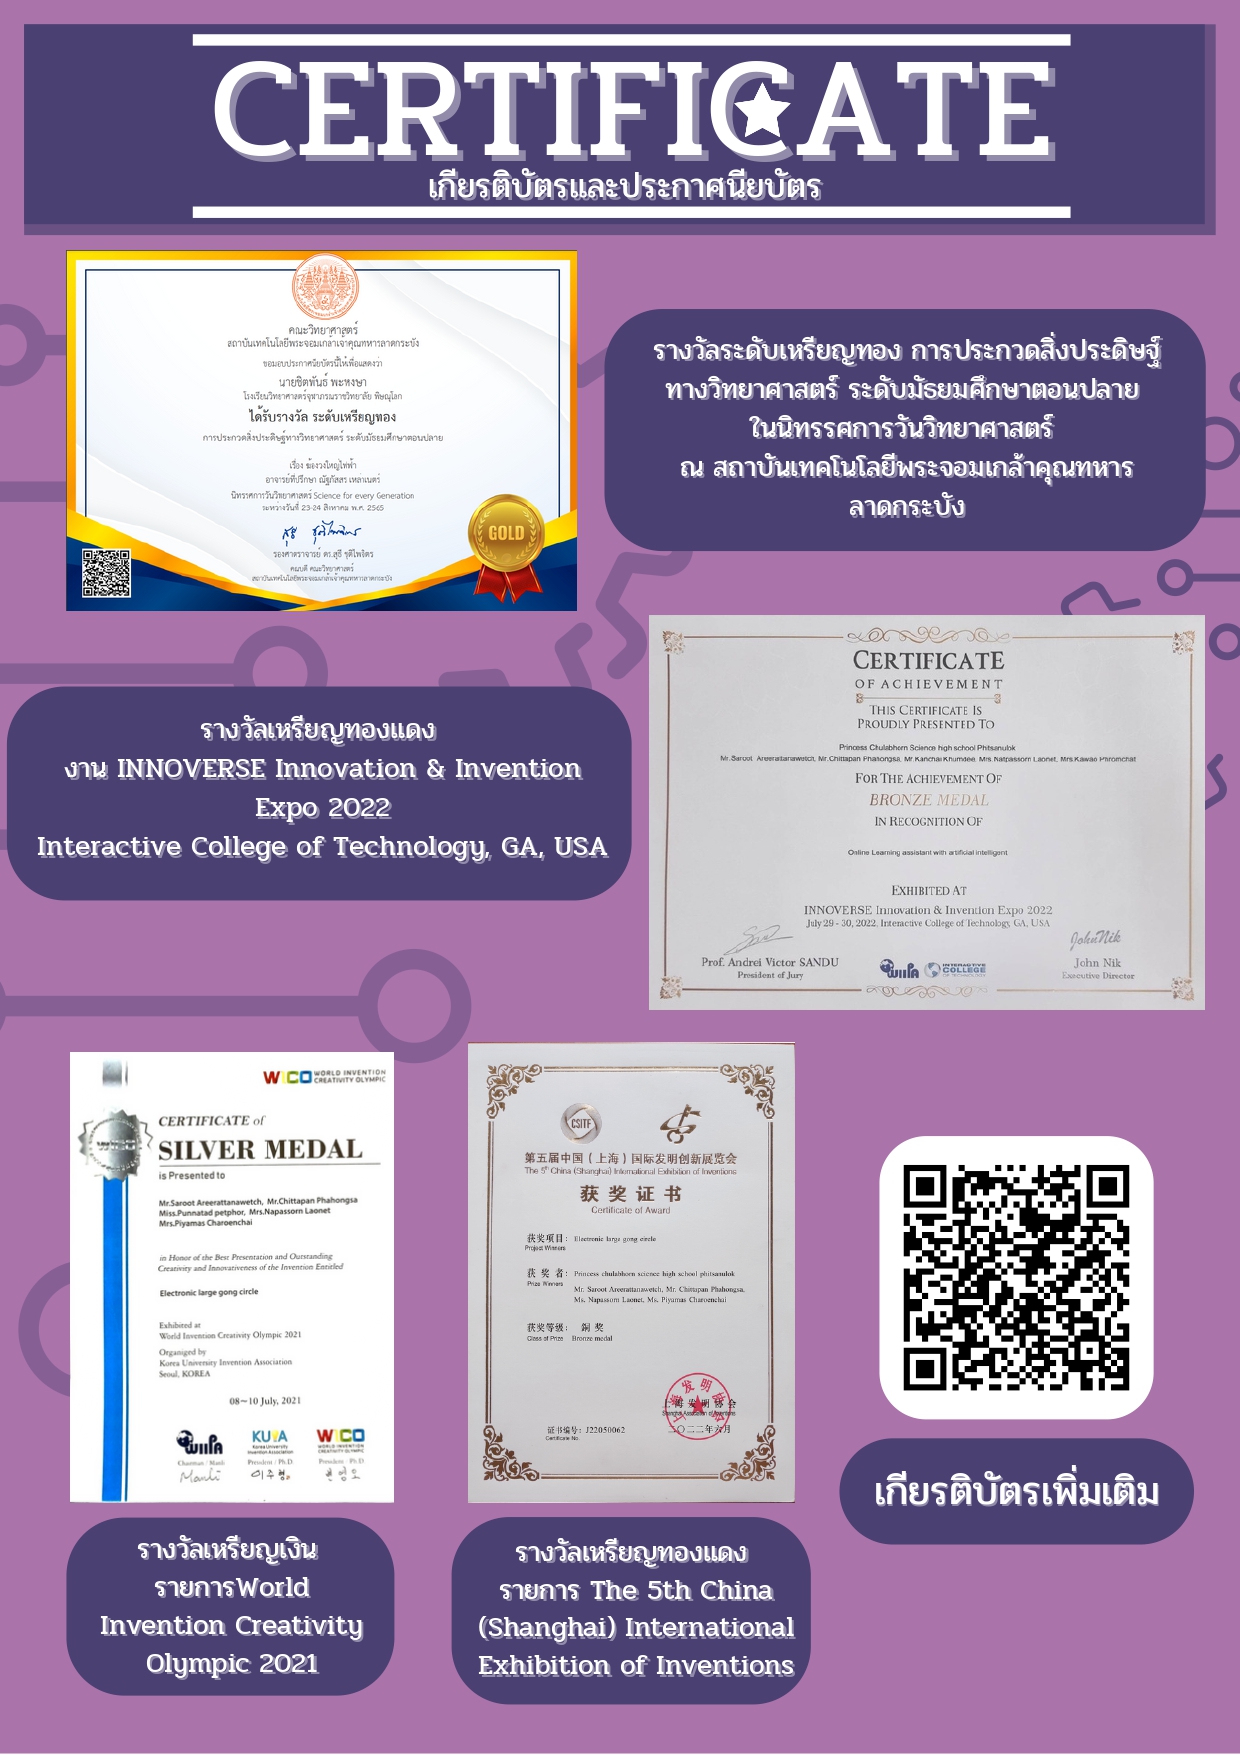 CERTIFICATE
เกียรติบัตรและประกาศนียบัตร
คณะวิทยาศาสตร์
สถาบันเทคโนโลยีพระจอมเกล้าเจ้าคุณทหารลาดกระบัง
ขอมอบประกาศนียบัตรนี้ให้เพื่อแสดงว่า
นายชิตพันธ์ พะหงษา
โรงเรียนวิทยาศาสตร์จุฬาภรณราชวิทยาลัย พิษณุโลก
ได้รับรางวัล ระดับเหรียญทอง
การประกวดสิ่งประดิษฐ์ทางวิทยาศาสตร์ ระดับมัธยมศึกษาตอนปลาย
เรื่อง ฆ้องวงใหญ่ไฟฟ้า
อาจารย์ที่ปรึกษา ณัฐภัสสร เหล่าเนตร์
นิทรรศการวันวิทยาศาสตร์ Science for every Generation
ระหว่างวันที่ 23-24 สิงหาคม พ.ศ. 2565
รองศาสตราจารย์ ดร.สุธี ชุติไพจิตร
คณบดี คณะวิทยาศาสตร์
สถาบันเทคโนโลยีพระจอมเกล้าเจ้าคุณทหารลาดกระบัง
GOLD
รางวัลระดับเหรียญทอง การประกวดสิ่งประดิษฐ์
ทางวิทยาศาสตร์ ระดับมัธยมศึกษาตอนปลาย
ในนิทรรศการวันวิทยาศาสตร์
ณ สถาบันเทคโนโลยีพระจอมเกล้าคุณทหาร
ลาดกระบัง
รางวัลเหรียญทองแดง
งาน INNOVERSE Innovation & Invention
Expo 2022
Interactive College of Technology, GA, USA
CERTIFICATE
OF ACHIEVEMENT
THIS CERTIFICATE IS
PROUDLY PRESENTED TO
Princess Chulabhorn Science high school Phitsanulok
Mr.Saroot Areerattanawetch, Mr.Chittapan Phahongsa, Mr.Kanchai Khumdee, Mrs.Natpassorn Laonet, Mrs.Kawao Phiromchat
FOR THE ACHIEVEMENT OF
BRONZE MEDAL
IN RECOGNITION OF
Online Learning assistant with artificial intelligent
EXHIBITED AT
INNOVERSE Innovation & Invention Expo 2022
July 29 - 30, 2022, Interactive College of Technology, GA, USA
John Nik
Prof. Andrei Victor SANDU
President of Jury
WIIPA
INTERACTIVE
COLLEGE
OF TECHNOLOGY
John Nik
Executive Director
WICO WORLD INVENTION
CREATIVITY OLYMPIC
WICO
CERTIFICATE of
SILVER MEDAL
is Presented to
Mr.Saroot Areerattanawetch, Mr.Chittapan Phahongsa
Miss.Punnatad petphor, Mrs.Napassorn Laonet
Mrs.Piyamas Charoenchai
in Honor of the Best Presentation and Outstanding
Creativity and Innovativeness of the Invention Entitled
Electronic large gong circle
Exhibited at
World Invention Creativity Olympic 2021
Organiged by
Korea University Invention Association
Seoul, KOREA
08~10 July, 2021
WIIPA
KUIA
Korea University
Invention Association
WICO
WORLD INVENTION
CREATIVITY OLYMPIC
Chairman / Manli
President / Ph.D
President / Ph.D
CSITF
第五届中国（上海）国际发明创新展览会
The 5th China (Shanghai) International Exhibition of Inventions
获奖证书
Certificate of Award
获奖项目: Electronic large gong circle
Project Winners
获 奖 者: Princess chulabhorn science high school phitsanulok
Prize Winners
Mr. Saroot Areerattanawetch, Mr. Chittapan Phahongsa,
Ms. Napassorn Laonet, Ms. Piyamas Charoenchai
获奖等级: 铜 奖
Class of Prize Bronze medal
上海发明协会
Shanghai Association of Inventions
二〇二二年六月
证书编号: J22050062
Certificate No.
เกียรติบัตรเพิ่มเติม
รางวัลเหรียญเงิน
รายการWorld
Invention Creativity
Olympic 2021
รางวัลเหรียญทองแดง
รายการ The 5th China
(Shanghai) International
Exhibition of Inventions